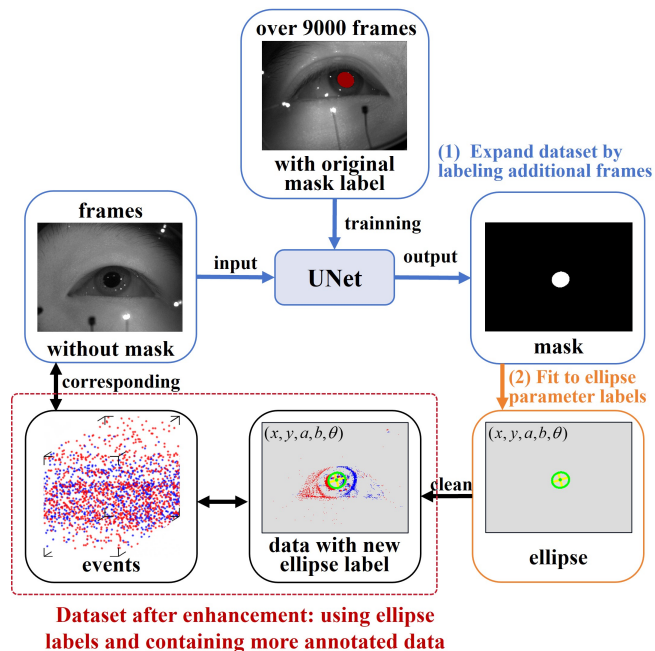 over 9000 frames
with original
mask label
(1) Expand dataset by
labeling additional frames
frames
without mask
trainning
input
UNet
output
mask
corresponding
(2) Fit to ellipse
parameter labels
events
(x, y, a, b, θ)
data with new
ellipse label
clean
(x, y, a, b, θ)
ellipse
Dataset after enhancement: using ellipse
labels and containing more annotated data